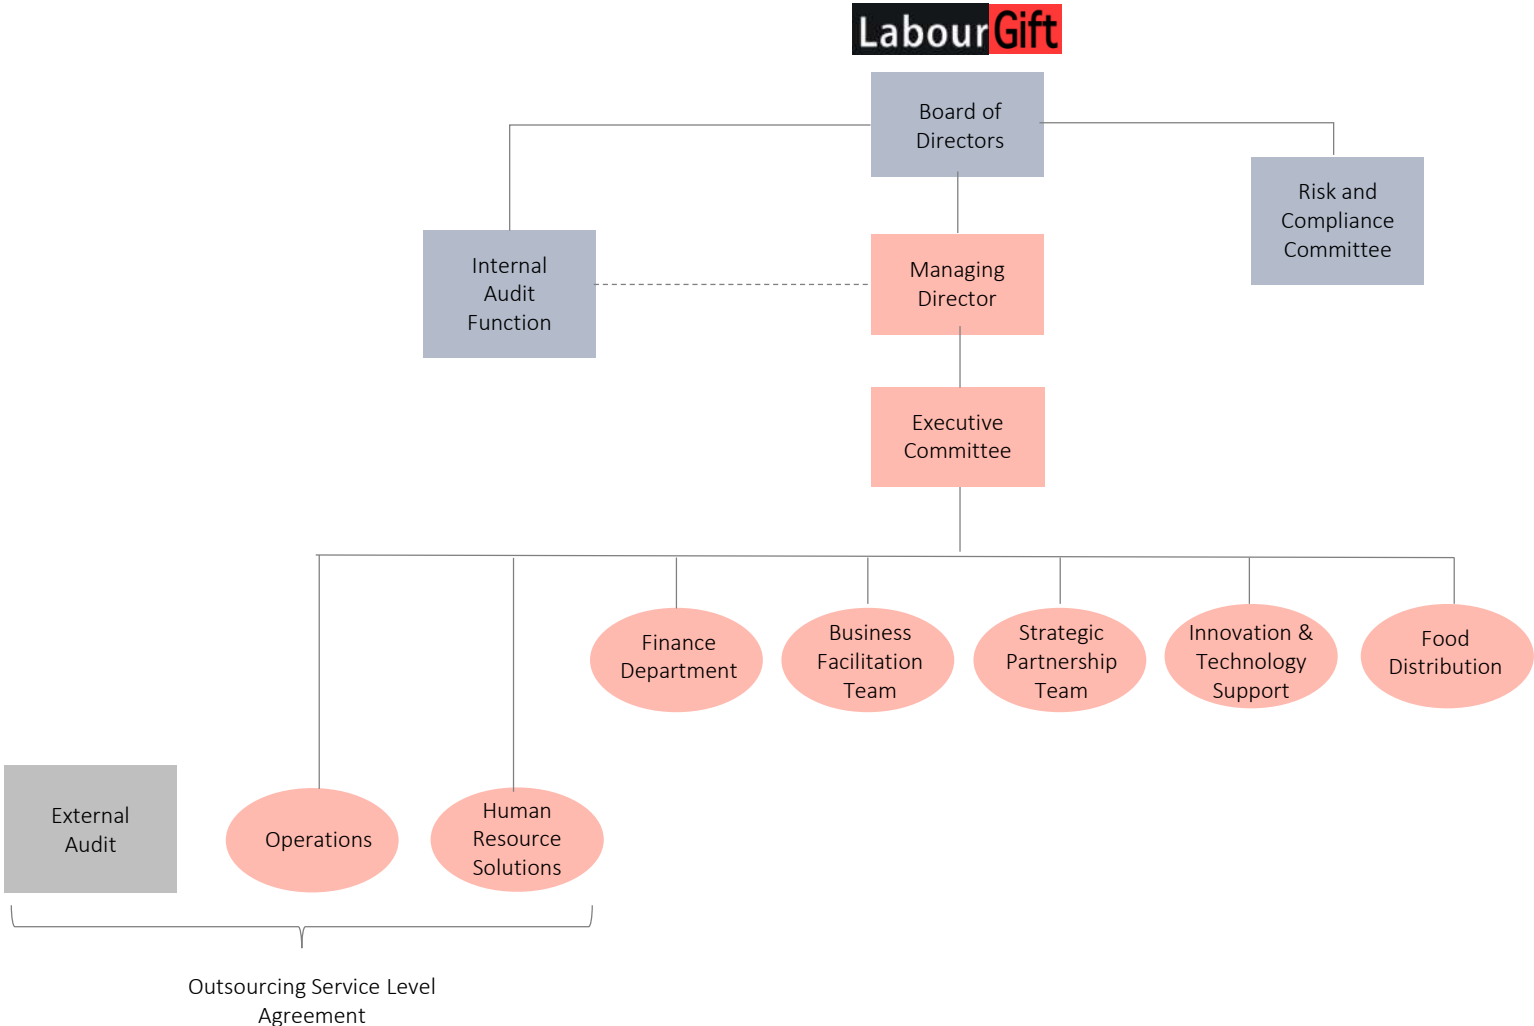 LabourGift
Board of
Directors
Risk and
Compliance
Committee
Internal
Audit
Function
Managing
Director
Executive
Committee
Finance
Department
Business
Facilitation
Team
Strategic
Partnership
Team
Innovation &
Technology
Support
Food
Distribution
External
Audit
Operations
Human
Resource
Solutions
Outsourcing Service Level
Agreement